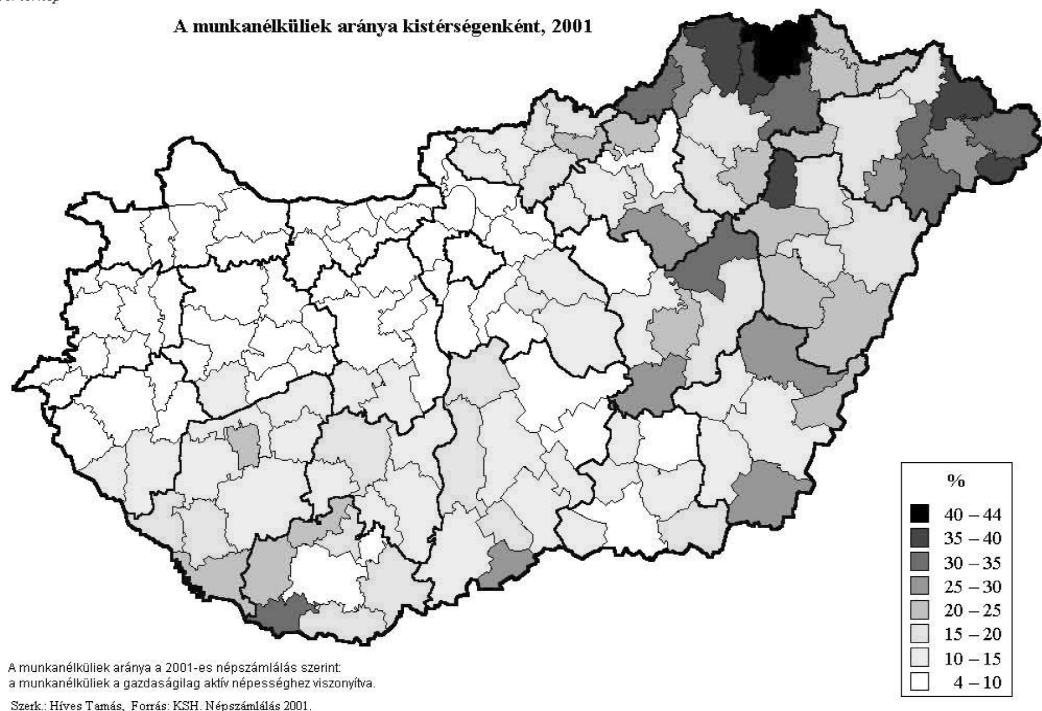 A munkanélküliek aránya kistérségenként, 2001
%
40 – 44
35 – 40
30 – 35
25 – 30
20 – 25
15 – 20
10 – 15
4 – 10
A munkanélküliek aránya a 2001-es népszámlálás szerint:
a munkanélküliek a gazdaságilag aktív népességhez viszonyítva.
Szerk.: Híves Tamás, Forrás: KSH. Népszámlálás 2001.